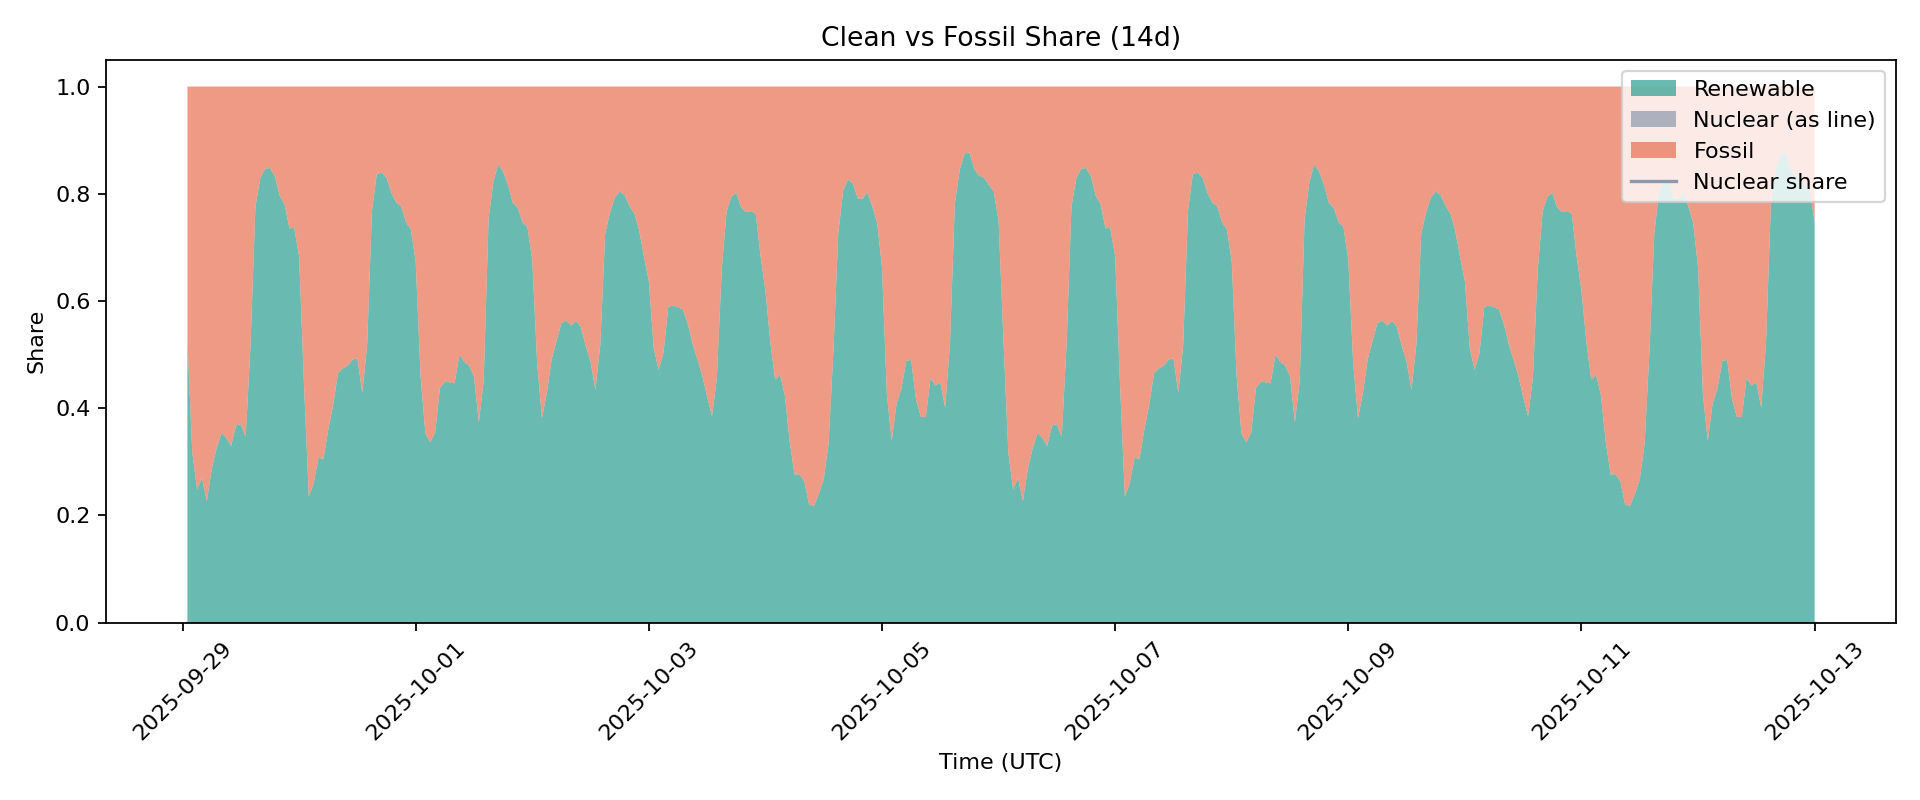 Clean vs Fossil Share (14d)
Renewable
Nuclear (as line)
Fossil
Nuclear share
Share
1.0
0.8
0.6
0.4
0.2
0.0
2025-09-29
2025-10-01
2025-10-03
2025-10-05
2025-10-07
2025-10-09
2025-10-11
2025-10-13
Time (UTC)